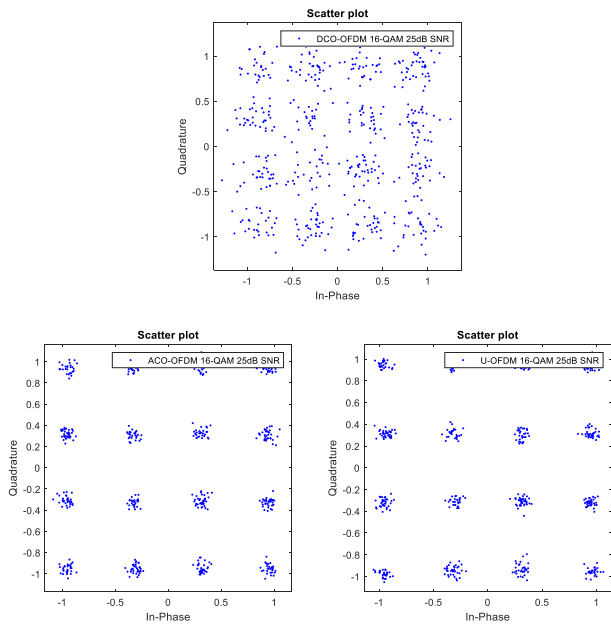 Scatter plot
DCO-OFDM 16-QAM 25dB SNR
1
0.5
0
-0.5
-1
Quadrature
-1 -0.5 0 0.5 1
In-Phase
Scatter plot
ACO-OFDM 16-QAM 25dB SNR
1
0.8
0.6
0.4
0.2
0
-0.2
-0.4
-0.6
-0.8
-1
Quadrature
-1 -0.5 0 0.5 1
In-Phase
Scatter plot
U-OFDM 16-QAM 25dB SNR
1
0.8
0.6
0.4
0.2
0
-0.2
-0.4
-0.6
-0.8
-1
Quadrature
-1 -0.5 0 0.5 1
In-Phase